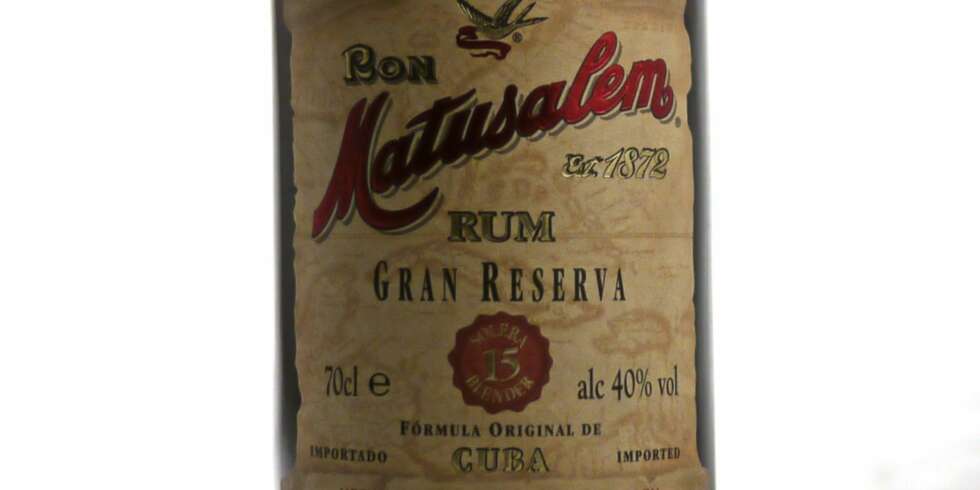 ®
RON
Matusalem®
Est. 1872
RUM
GRAN RESERVA
SOLERA
15
BLENDER
70cl e
alc 40% vol
FÓRMULA ORIGINAL DE
IMPORTADO
CUBA
IMPORTED